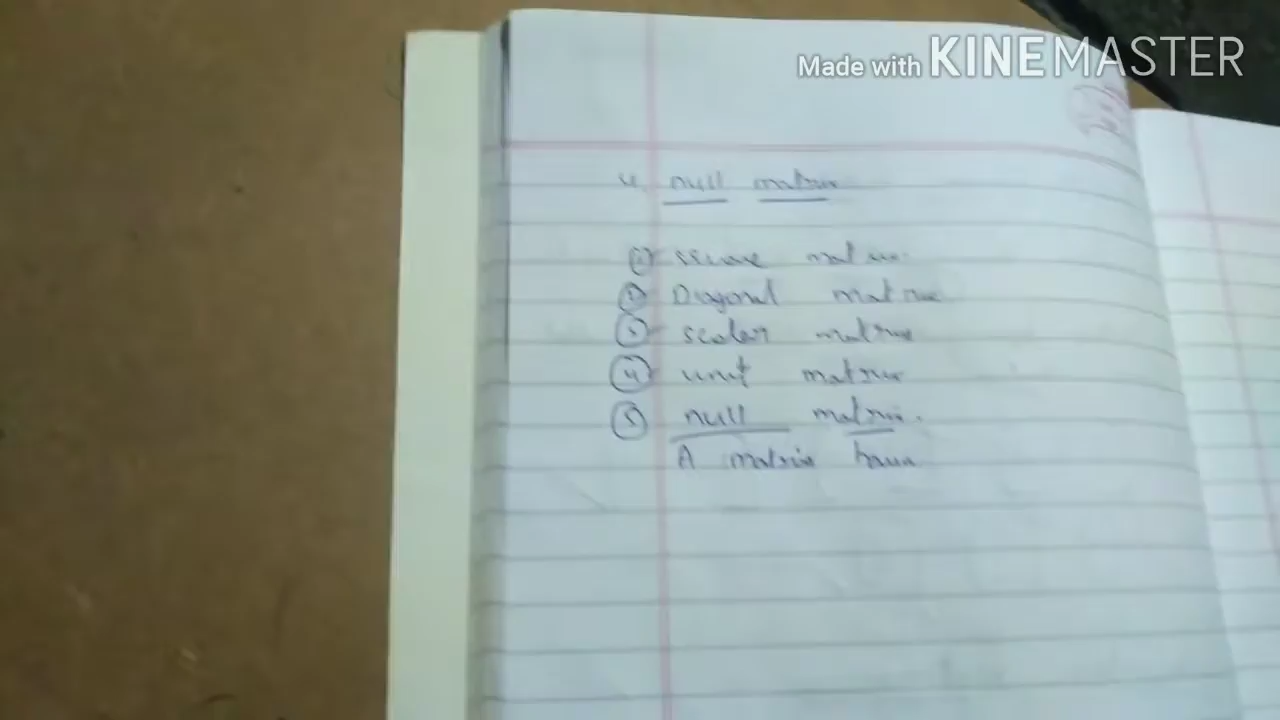 Made with KINEMASTER
4. null matrix
① square matrix.
② Diagonal matrix
③ scalar matrix
④ unit matrix
⑤ null matrix.
A matrix havin